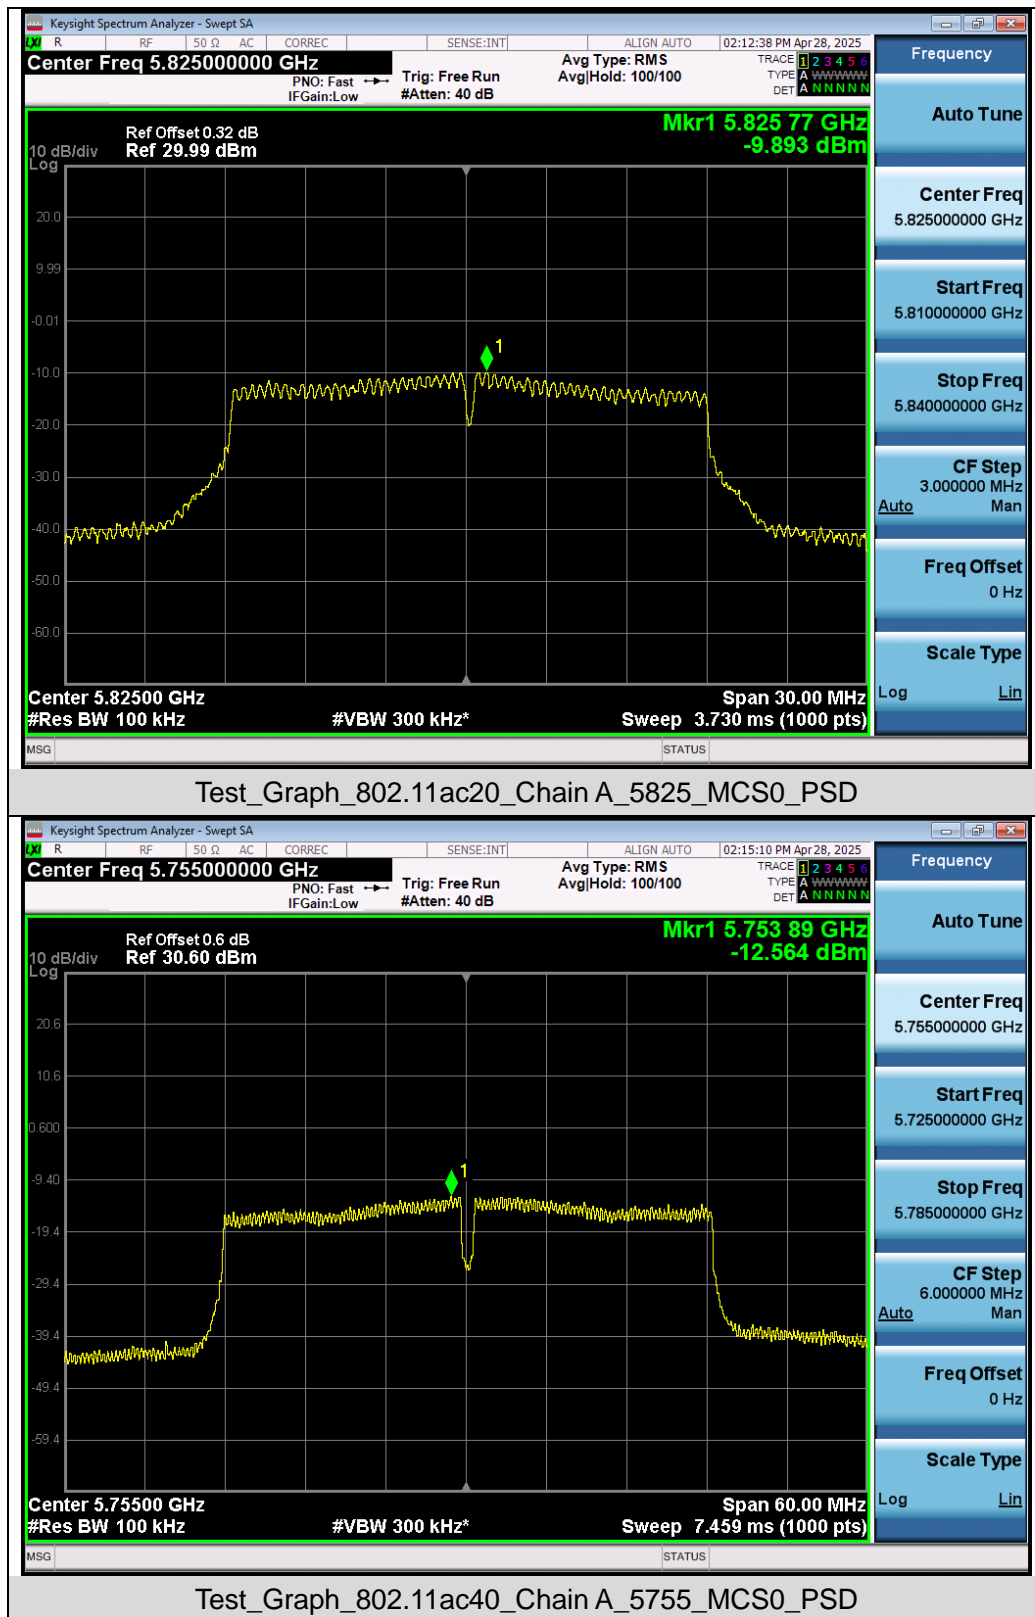 Keysight Spectrum Analyzer - Swept SA
LXI R RF 50 Ω AC CORREC SENSE:INT ALIGN AUTO 02:12:38 PM Apr 28, 2025
Center Freq 5.825000000 GHz
PNO: Fast
IFGain:Low
Trig: Free Run
#Atten: 40 dB
Avg Type: RMS
Avg|Hold: 100/100
TRACE 1 2 3 4 5 6
TYPE A WWWWW
DET A N N N N N
Frequency
Mkr1 5.825 77 GHz
-9.893 dBm
Ref Offset 0.32 dB
10 dB/div Ref 29.99 dBm
Log
20.0
9.99
-0.01
-10.0
-20.0
-30.0
-40.0
-50.0
-60.0
1
Center 5.82500 GHz Span 30.00 MHz
#Res BW 100 kHz #VBW 300 kHz* Sweep 3.730 ms (1000 pts)
MSG STATUS
Auto Tune
Center Freq
5.825000000 GHz
Start Freq
5.810000000 GHz
Stop Freq
5.840000000 GHz
CF Step
3.000000 MHz
Auto Man
Freq Offset
0 Hz
Scale Type
Log Lin
Test_Graph_802.11ac20_Chain A_5825_MCS0_PSD
Keysight Spectrum Analyzer - Swept SA
LXI R RF 50 Ω AC CORREC SENSE:INT ALIGN AUTO 02:15:10 PM Apr 28, 2025
Center Freq 5.755000000 GHz
PNO: Fast
IFGain:Low
Trig: Free Run
#Atten: 40 dB
Avg Type: RMS
Avg|Hold: 100/100
TRACE 1 2 3 4 5 6
TYPE A WWWWW
DET A N N N N N
Frequency
Mkr1 5.753 89 GHz
-12.564 dBm
Ref Offset 0.6 dB
10 dB/div Ref 30.60 dBm
Log
20.6
10.6
0.600
-9.40
-19.4
-29.4
-39.4
-49.4
-59.4
1
Center 5.75500 GHz Span 60.00 MHz
#Res BW 100 kHz #VBW 300 kHz* Sweep 7.459 ms (1000 pts)
MSG STATUS
Auto Tune
Center Freq
5.755000000 GHz
Start Freq
5.725000000 GHz
Stop Freq
5.785000000 GHz
CF Step
6.000000 MHz
Auto Man
Freq Offset
0 Hz
Scale Type
Log Lin
Test_Graph_802.11ac40_Chain A_5755_MCS0_PSD